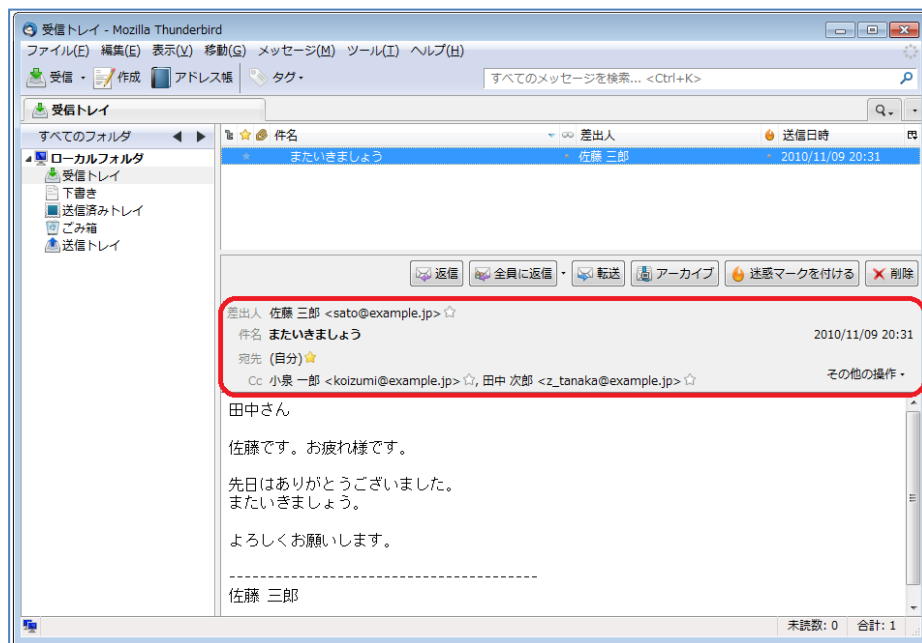 受信トレイ - Mozilla Thunderbird
ファイル(F) 編集(E) 表示(V) 移動(G) メッセージ(M) ツール(T) ヘルプ(H)
受信 作成 アドレス帳 タグ すべてのメッセージを検索... <Ctrl+K>
受信トレイ
すべてのフォルダ 件名 差出人 送信日時
ローカルフォルダ またいきましょう 佐藤 三郎 2010/11/09 20:31
受信トレイ
下書き
送信済みトレイ
ごみ箱
送信トレイ
返信 全員に返信 転送 アーカイブ 迷惑マークを付ける 削除
差出人 佐藤 三郎 <sato@example.jp>
件名 またいきましょう 2010/11/09 20:31
宛先 (自分)
Cc 小泉 一郎 <koizumi@example.jp>, 田中 次郎 <z_tanaka@example.jp> その他の操作
田中さん
佐藤です。お疲れ様です。
先日はありがとうございました。
またいきましょう。
よろしくお願いします。
----------------------------------------
佐藤 三郎
未読数: 0 合計: 1